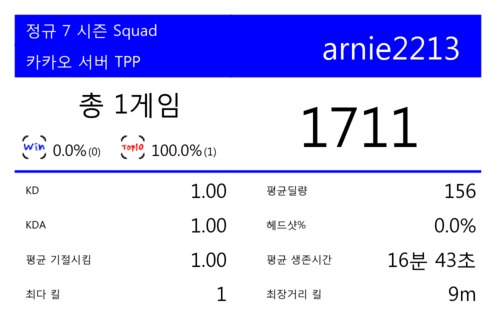 정규 7 시즌 Squad
카카오 서버 TPP
arnie2213
총 1게임
Win 0.0% (0) Top10 100.0% (1)
1711
KD 1.00
평균딜량 156
KDA 1.00
헤드샷% 0.0%
평균 기절시킴 1.00
평균 생존시간 16분 43초
최다 킬 1
최장거리 킬 9m